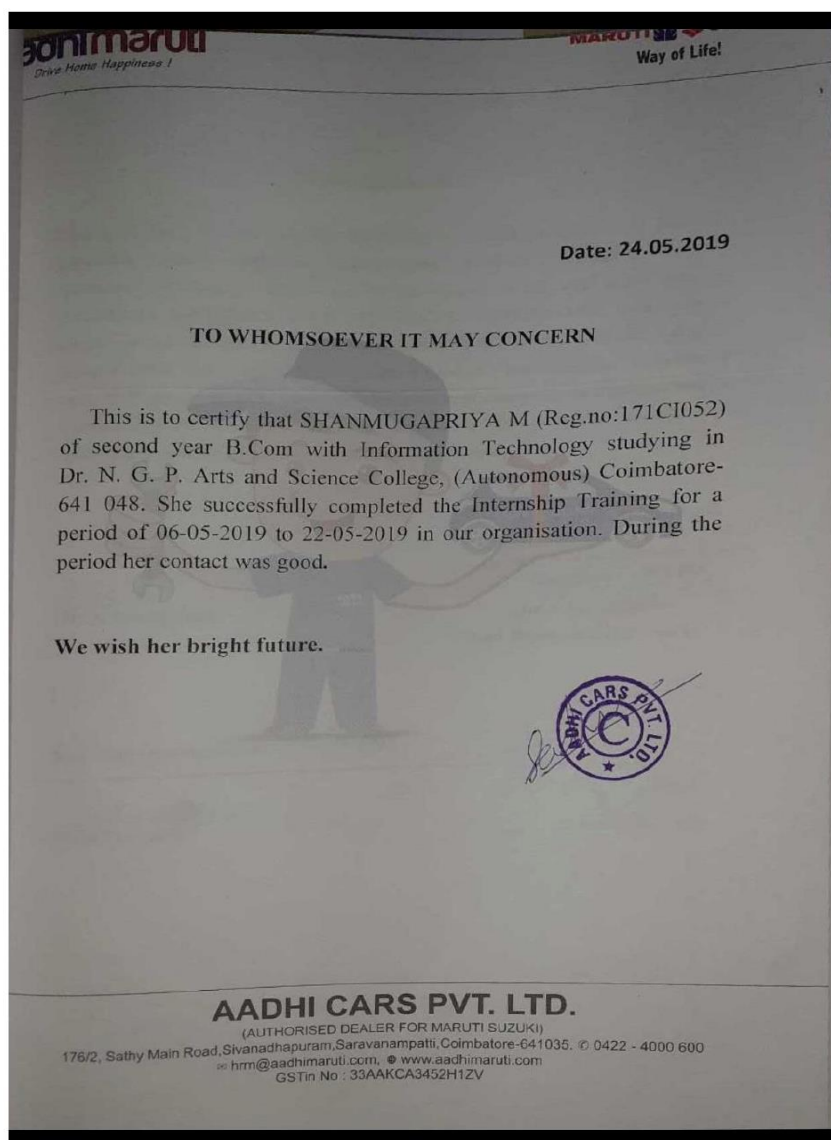 Drive Home Happiness !
Way of Life!
Date: 24.05.2019
TO WHOMSOEVER IT MAY CONCERN
This is to certify that SHANMUGAPRIYA M (Reg.no:171CI052)
of second year B.Com with Information Technology studying in
Dr. N. G. P. Arts and Science College, (Autonomous) Coimbatore-
641 048. She successfully completed the Internship Training for a
period of 06-05-2019 to 22-05-2019 in our organisation. During the
period her contact was good.
We wish her bright future.
AADHI CARS PVT. LTD.
C
AADHI CARS PVT. LTD.
(AUTHORISED DEALER FOR MARUTI SUZUKI)
176/2, Sathy Main Road,Sivanadhapuram,Saravanampatti,Coimbatore-641035. ✆ 0422 - 4000 600
hrm@aadhimaruti.com, www.aadhimaruti.com
GSTin No : 33AAKCA3452H1ZV